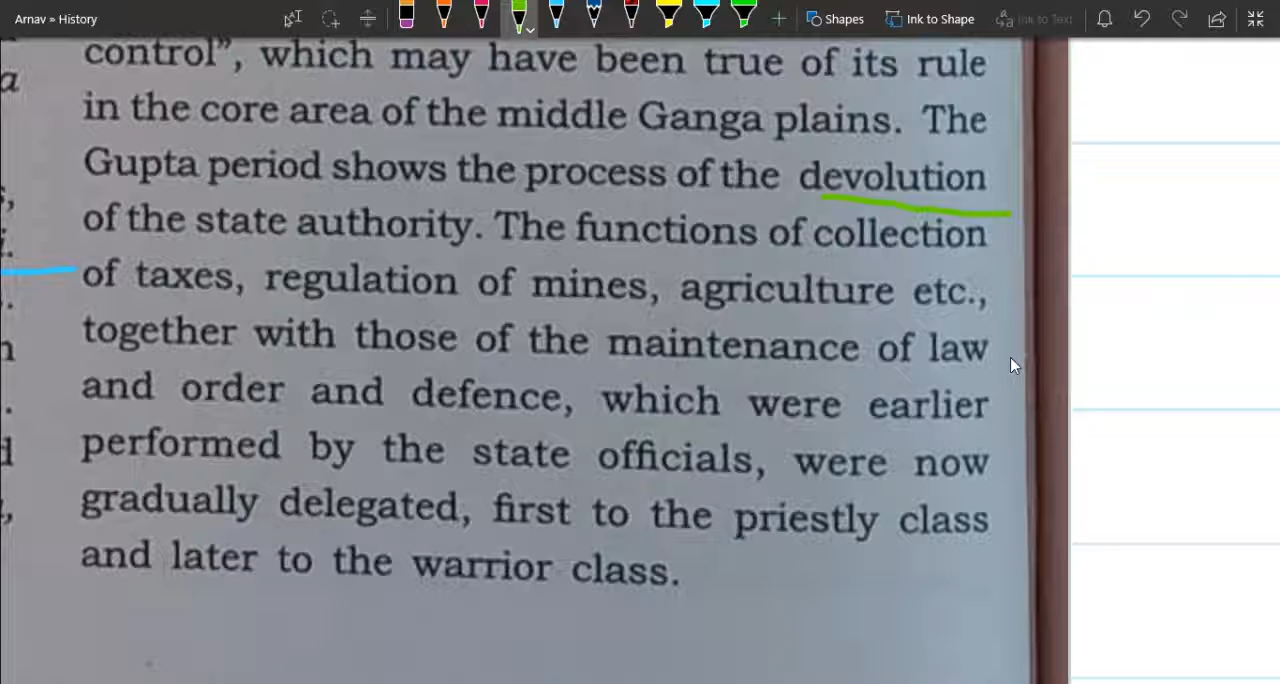 Arnav » History
Shapes
Ink to Shape
Ink to Text
a
control”, which may have been true of its rule
in the core area of the middle Ganga plains. The
Gupta period shows the process of the devolution
of the state authority. The functions of collection
of taxes, regulation of mines, agriculture etc.,
together with those of the maintenance of law
and order and defence, which were earlier
performed by the state officials, were now
gradually delegated, first to the priestly class
and later to the warrior class.